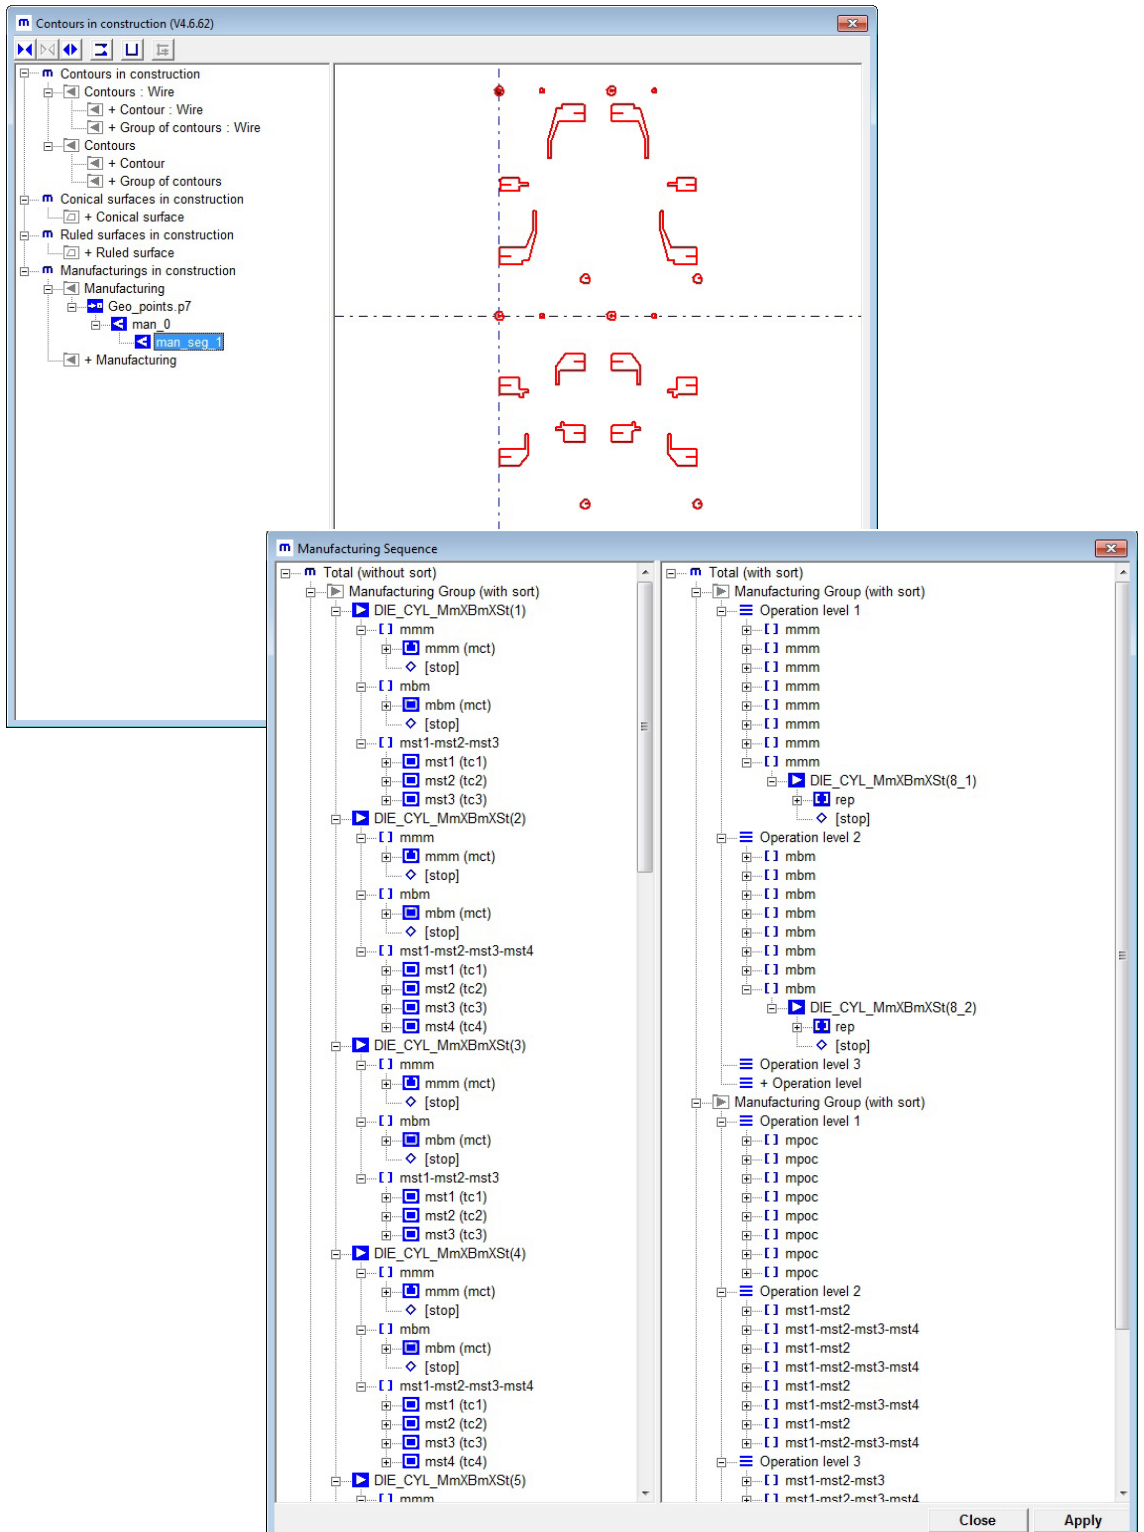 Contours in construction (V4.6.62)
Contours in construction
Contours : Wire
+ Contour : Wire
+ Group of contours : Wire
Contours
+ Contour
+ Group of contours
Conical surfaces in construction
+ Conical surface
Ruled surfaces in construction
+ Ruled surface
Manufacturings in construction
Manufacturing
Geo_points.p7
man_0
man_seg_1
+ Manufacturing
Manufacturing Sequence
Total (without sort)
Manufacturing Group (with sort)
DIE_CYL_MmXBmXSt(1)
mmm
mmm (mct)
[stop]
mbm
mbm (mct)
[stop]
mst1-mst2-mst3
mst1 (tc1)
mst2 (tc2)
mst3 (tc3)
DIE_CYL_MmXBmXSt(2)
mmm
mmm (mct)
[stop]
mbm
mbm (mct)
[stop]
mst1-mst2-mst3-mst4
mst1 (tc1)
mst2 (tc2)
mst3 (tc3)
mst4 (tc4)
DIE_CYL_MmXBmXSt(3)
mmm
mmm (mct)
[stop]
mbm
mbm (mct)
[stop]
mst1-mst2-mst3
mst1 (tc1)
mst2 (tc2)
mst3 (tc3)
DIE_CYL_MmXBmXSt(4)
mmm
mmm (mct)
[stop]
mbm
mbm (mct)
[stop]
mst1-mst2-mst3-mst4
mst1 (tc1)
mst2 (tc2)
mst3 (tc3)
mst4 (tc4)
DIE_CYL_MmXBmXSt(5)
mmm
Total (with sort)
Manufacturing Group (with sort)
Operation level 1
mmm
mmm
mmm
mmm
mmm
mmm
mmm
mmm
DIE_CYL_MmXBmXSt(8_1)
rep
[stop]
Operation level 2
mbm
mbm
mbm
mbm
mbm
mbm
mbm
mbm
DIE_CYL_MmXBmXSt(8_2)
rep
[stop]
Operation level 3
+ Operation level
Manufacturing Group (with sort)
Operation level 1
mpoc
mpoc
mpoc
mpoc
mpoc
mpoc
mpoc
mpoc
Operation level 2
mst1-mst2
mst1-mst2-mst3-mst4
mst1-mst2
mst1-mst2-mst3-mst4
mst1-mst2
mst1-mst2-mst3-mst4
mst1-mst2
mst1-mst2-mst3-mst4
Operation level 3
mst1-mst2-mst3
mst1-mst2-mst3-mst4
Close Apply